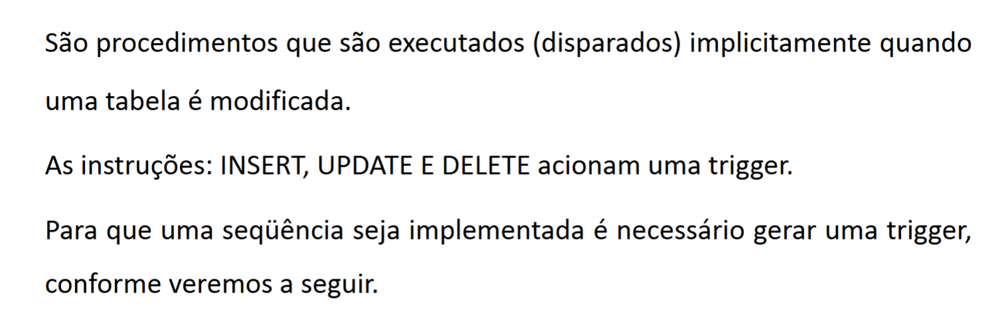 São procedimentos que são executados (disparados) implicitamente quando
uma tabela é modificada.
As instruções: INSERT, UPDATE E DELETE acionam uma trigger.
Para que uma seqüência seja implementada é necessário gerar uma trigger,
conforme veremos a seguir.